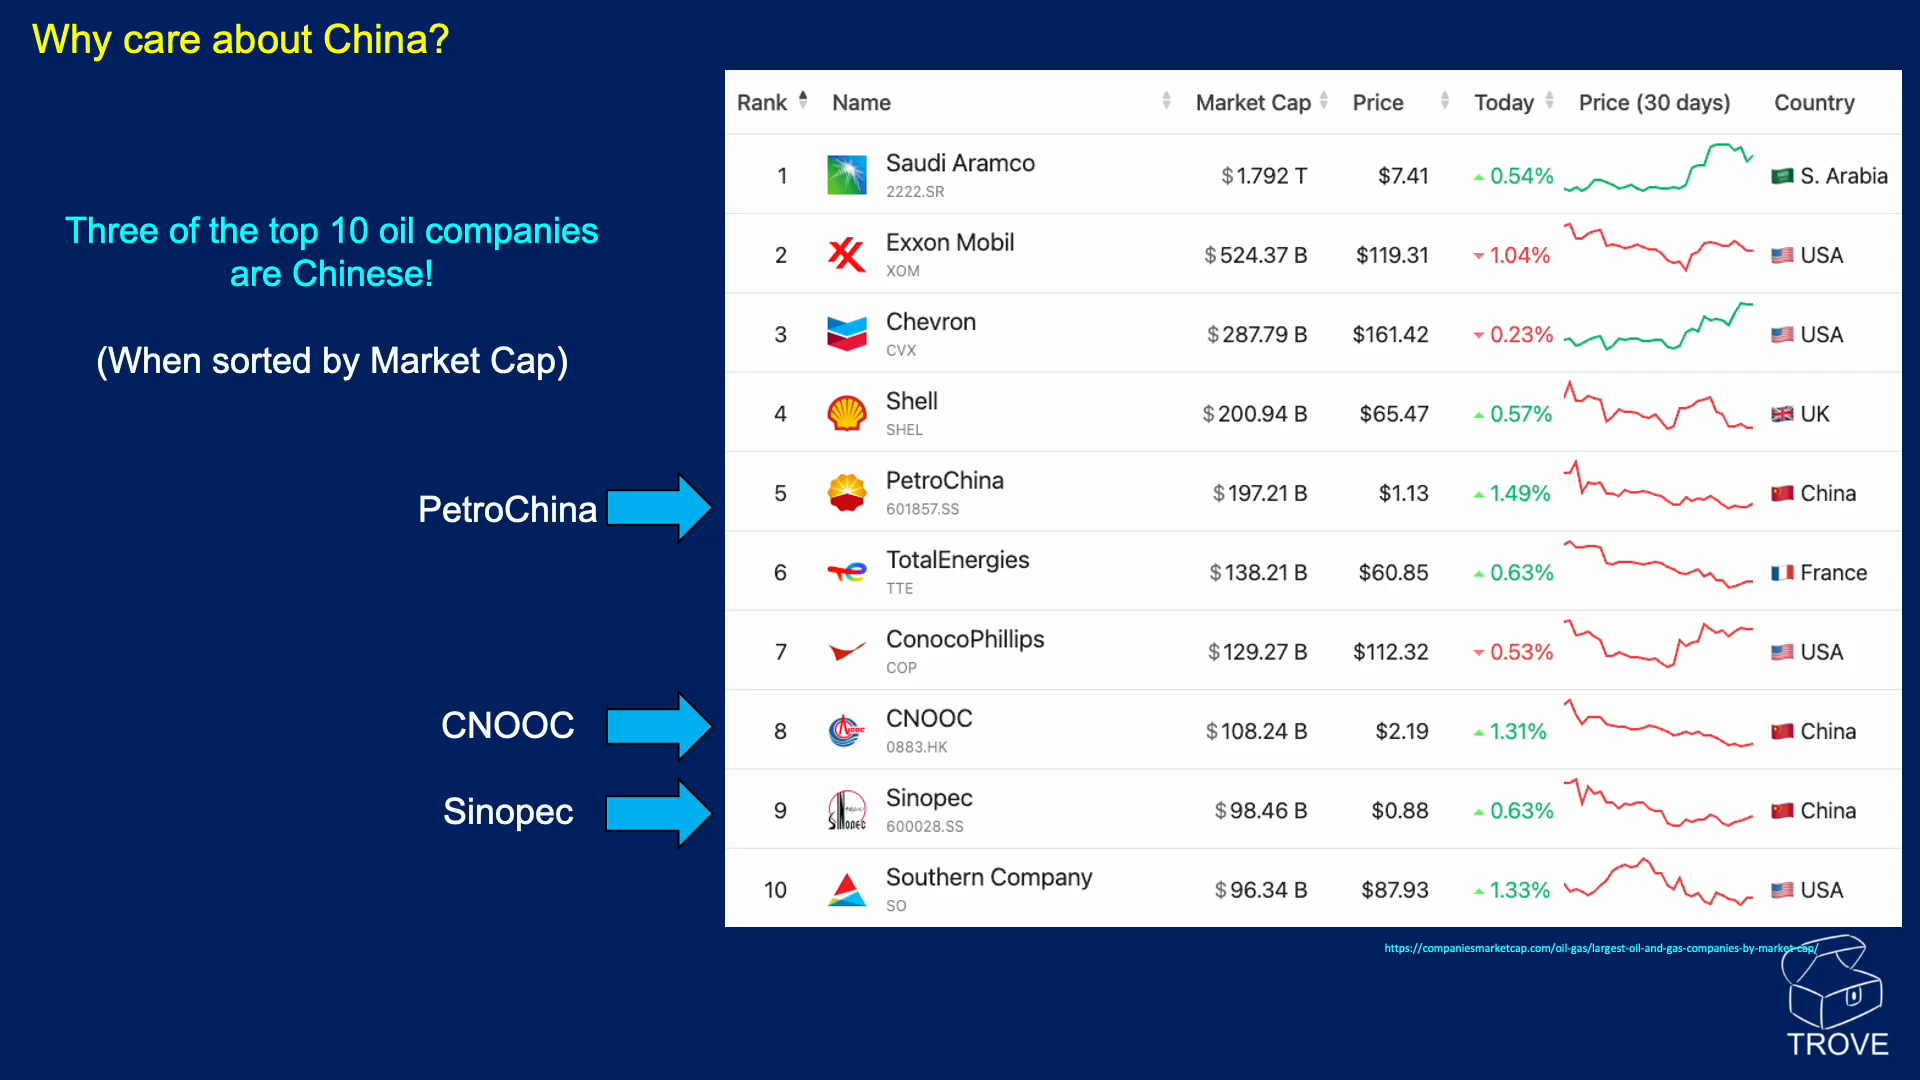 Why care about China?
Three of the top 10 oil companies
are Chinese!
(When sorted by Market Cap)
PetroChina
CNOOC
Sinopec
Rank Name Market Cap Price Today Price (30 days) Country
1 Saudi Aramco $1.792 T $7.41 0.54% S. Arabia
2222.SR
2 Exxon Mobil $524.37 B $119.31 1.04% USA
XOM
3 Chevron $287.79 B $161.42 0.23% USA
CVX
4 Shell $200.94 B $65.47 0.57% UK
SHEL
5 PetroChina $197.21 B $1.13 1.49% China
601857.SS
6 TotalEnergies $138.21 B $60.85 0.63% France
TTE
7 ConocoPhillips $129.27 B $112.32 0.53% USA
COP
8 CNOOC $108.24 B $2.19 1.31% China
0883.HK
9 Sinopec $98.46 B $0.88 0.63% China
600028.SS
10 Southern Company $96.34 B $87.93 1.33% USA
SO
https://companiesmarketcap.com/oil-gas/largest-oil-and-gas-companies-by-market-cap/
TROVE